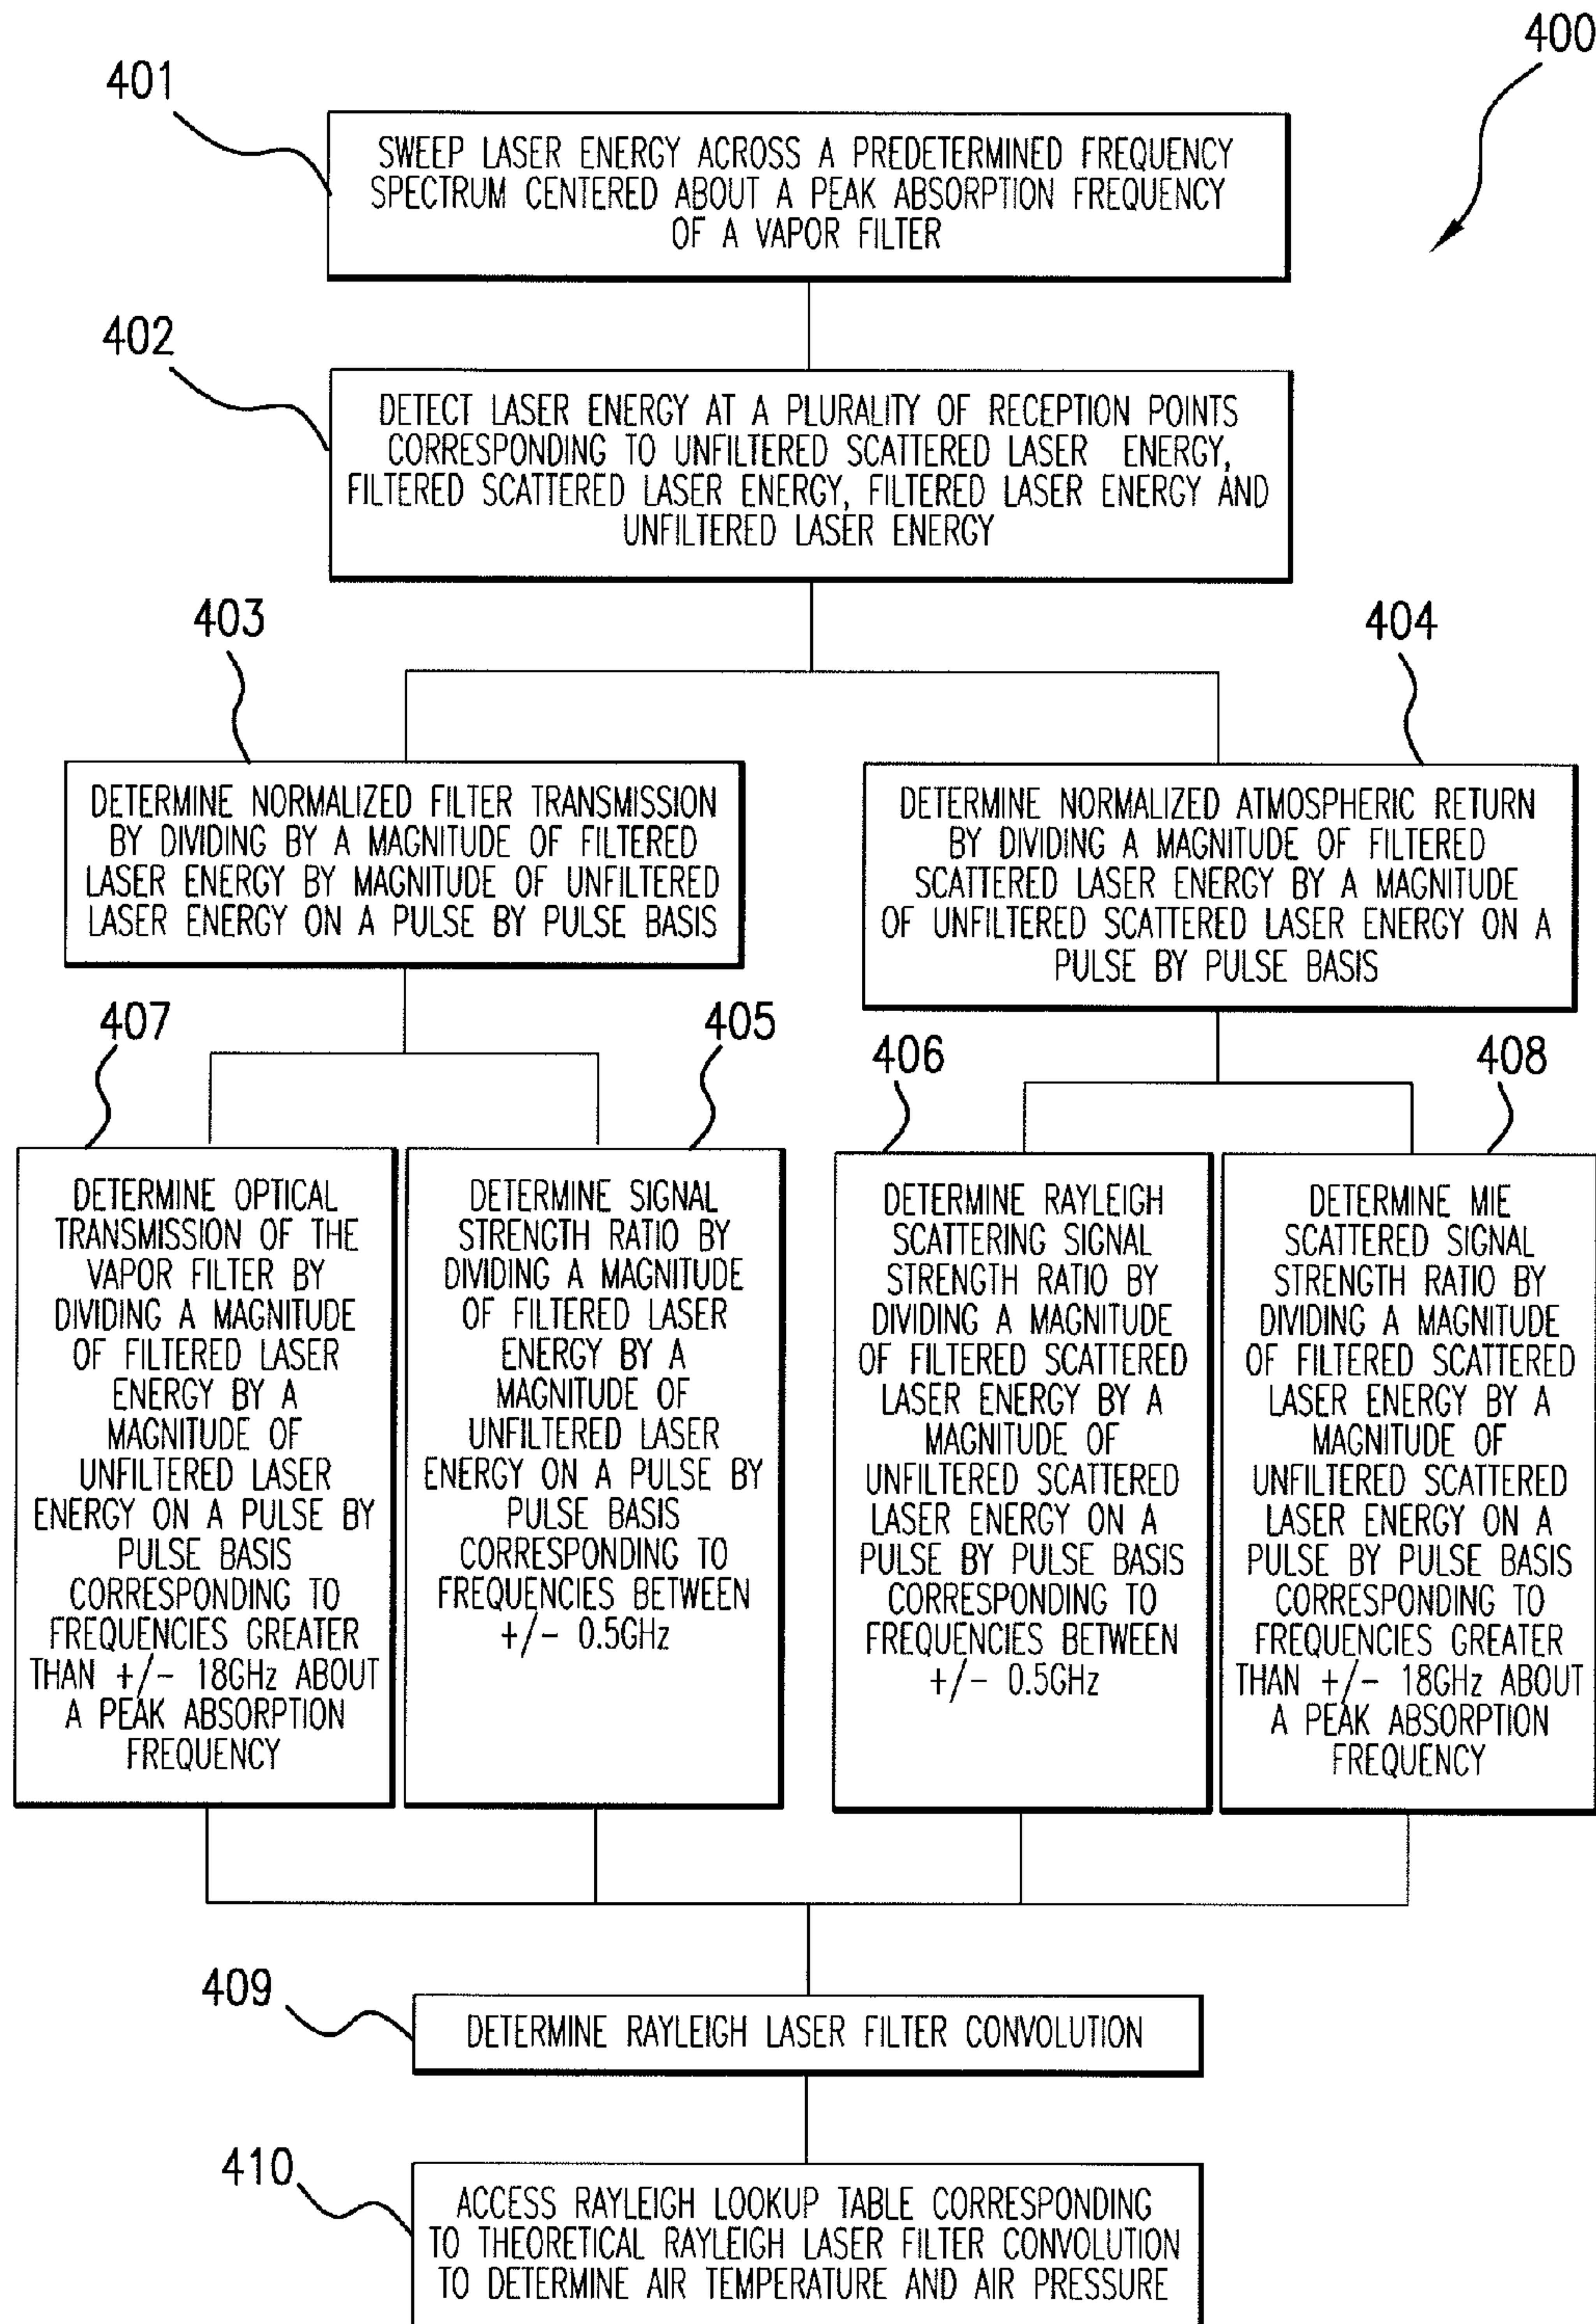 400
401
SWEEP LASER ENERGY ACROSS A PREDETERMINED FREQUENCY
SPECTRUM CENTERED ABOUT A PEAK ABSORPTION FREQUENCY
OF A VAPOR FILTER
402
DETECT LASER ENERGY AT A PLURALITY OF RECEPTION POINTS
CORRESPONDING TO UNFILTERED SCATTERED LASER ENERGY,
FILTERED SCATTERED LASER ENERGY, FILTERED LASER ENERGY AND
UNFILTERED LASER ENERGY
403
DETERMINE NORMALIZED FILTER TRANSMISSION
BY DIVIDING BY A MAGNITUDE OF FILTERED
LASER ENERGY BY MAGNITUDE OF UNFILTERED
LASER ENERGY ON A PULSE BY PULSE BASIS
404
DETERMINE NORMALIZED ATMOSPHERIC RETURN
BY DIVIDING A MAGNITUDE OF FILTERED
SCATTERED LASER ENERGY BY A MAGNITUDE
OF UNFILTERED SCATTERED LASER ENERGY ON A
PULSE BY PULSE BASIS
407
DETERMINE OPTICAL
TRANSMISSION OF THE
VAPOR FILTER BY
DIVIDING A MAGNITUDE
OF FILTERED LASER
ENERGY BY A
MAGNITUDE OF
UNFILTERED LASER
ENERGY ON A PULSE BY
PULSE BASIS
CORRESPONDING TO
FREQUENCIES GREATER
THAN +/- 18GHz ABOUT
A PEAK ABSORPTION
FREQUENCY
405
DETERMINE SIGNAL
STRENGTH RATIO BY
DIVIDING A MAGNITUDE
OF FILTERED LASER
ENERGY BY A
MAGNITUDE OF
UNFILTERED LASER
ENERGY ON A PULSE BY
PULSE BASIS
CORRESPONDING TO
FREQUENCIES BETWEEN
+/- 0.5GHz
406
DETERMINE RAYLEIGH
SCATTERING SIGNAL
STRENGTH RATIO BY
DIVIDING A MAGNITUDE
OF FILTERED SCATTERED
LASER ENERGY BY A
MAGNITUDE OF
UNFILTERED SCATTERED
LASER ENERGY ON A
PULSE BY PULSE BASIS
CORRESPONDING TO
FREQUENCIES BETWEEN
+/- 0.5GHz
408
DETERMINE MIE
SCATTERED SIGNAL
STRENGTH RATIO BY
DIVIDING A MAGNITUDE
OF FILTERED SCATTERED
LASER ENERGY BY A
MAGNITUDE OF
UNFILTERED SCATTERED
LASER ENERGY ON A
PULSE BY PULSE BASIS
CORRESPONDING TO
FREQUENCIES GREATER
THAN +/- 18GHz ABOUT
A PEAK ABSORPTION
FREQUENCY
409
DETERMINE RAYLEIGH LASER FILTER CONVOLUTION
410
ACCESS RAYLEIGH LOOKUP TABLE CORRESPONDING
TO THEORETICAL RAYLEIGH LASER FILTER CONVOLUTION
TO DETERMINE AIR TEMPERATURE AND AIR PRESSURE